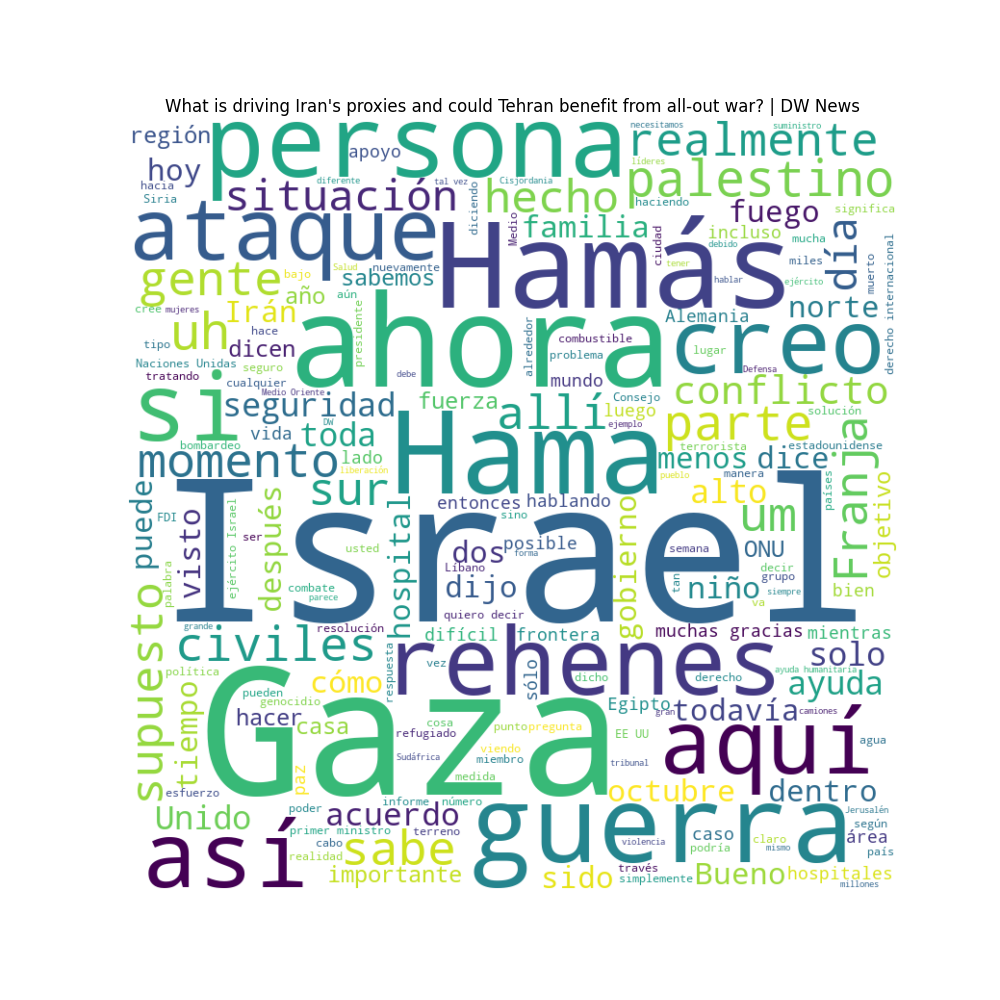 What is driving Iran's proxies and could Tehran benefit from all-out war? | DW News
persona
realmente
necesitamos
suministro
región
apoyo
líderes
hoy
hacia
Siria
situación
diferente
tal vez
Cisjordania
diciendo
hecho
haciendo
palestino
significa
ataque
Hamás
Medio
familia
ciudad
fuego
incluso
mucha
debido
día
muerto
derecho internacional
gente
bajo
Salud
nuevamente
sabemos
tener
hablar
miles
ejército
cree
mujeres
Irán
año
aún
presidente
ahora
Alemania
norte
uh
hace
tipo
dicen
alrededor
combustible
problema
creo
lugar
Naciones Unidas
tratando
seguro
cualquier
Medio Oriente
debe
mundo
Defensa
si
seguridad
fuerza
allí
Consejo
luego
ejemplo
conflicto
parte
solución
DW
vida
toda
bombardeo
lado
Hama
terrorista
estadounidense
momento
liberación
sur
menos
dice
pueblo
manera
Franja
países
puede
FDI
visto
ejército Israel
ser
después
hospital
entonces
hablando
sino
gobierno
alto
um
objetivo
Israel
usted
dos
posible
forma
semana
ONU
decir
palabra
combate
parece
Líbano
dijo
quiero decir
tan
niño
grupo
siempre
va
bien
supuesto
grande
resolución
civiles
difícil
frontera
muchas gracias
mientras
política
respuesta
rehenes
vez
sólo
dicho
derecho
solo
ayuda humanitaria
tiempo
pueden
genocidio
cómo
ayuda
Gaza
hacer
casa
refugiado
cosa
Egipto
gran
todavía
camiones
punto
pregunta
EE UU
aquí
agua
Sudáfrica
viendo
miembro
tribunal
esfuerzo
paz
medida
octubre
dentro
Unido
poder
informe
número
acuerdo
guerra
Jerusalén
según
primer ministro
cabo
terreno
caso
área
así
realidad
sabe
violencia
podría
claro
mismo
país
importante
sido
través
simplemente
Bueno
hospitales
millones